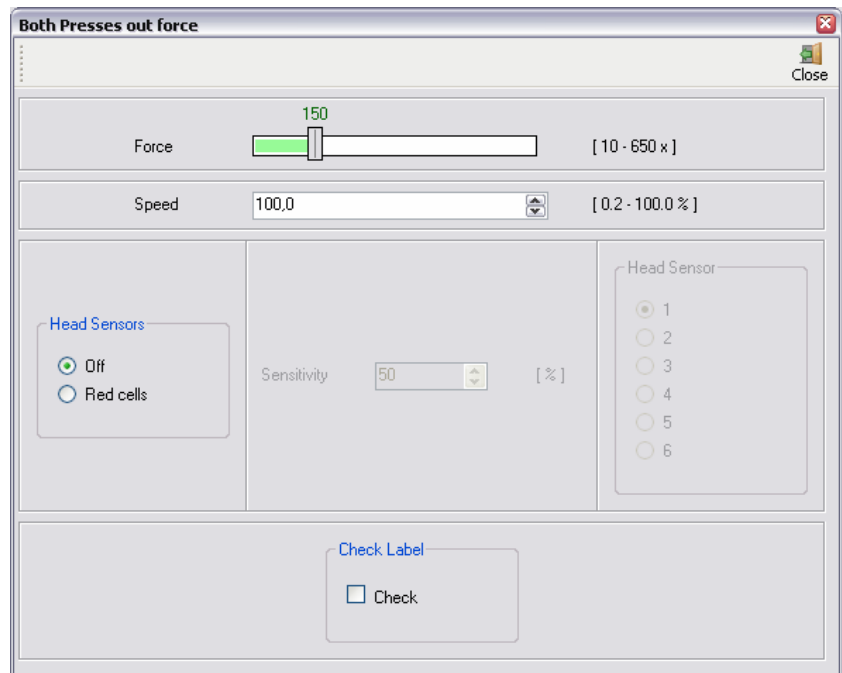 Both Presses out force
Close
150
Force [ 10 - 650 x ]
Speed 100,0 [ 0.2 - 100.0 % ]
Head Sensors
Off
Red cells
Sensitivity 50 [ % ]
Head Sensor
1
2
3
4
5
6
Check Label
Check